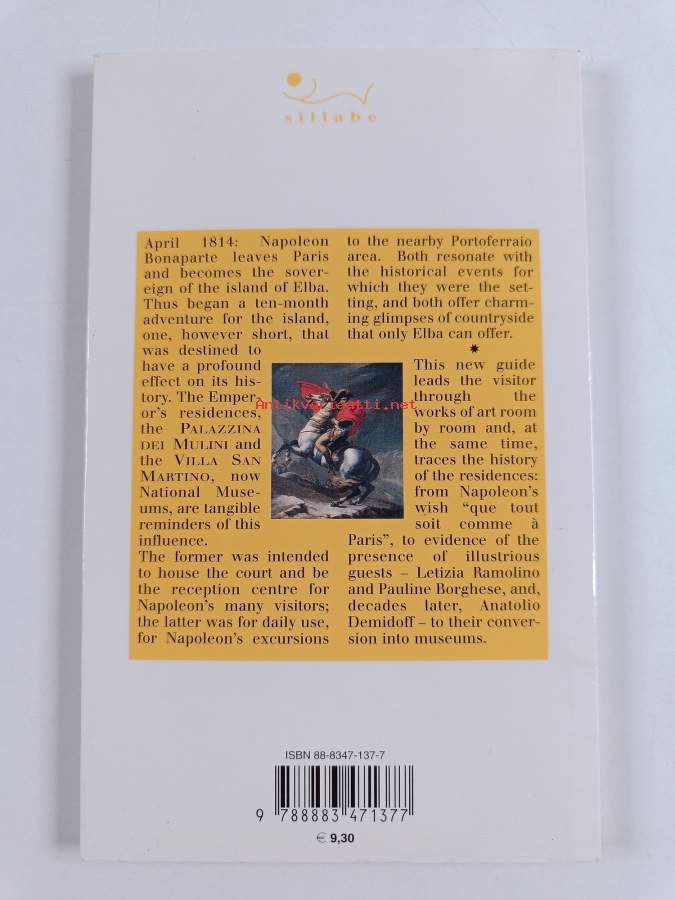 sillabe
April 1814: Napoleon
Bonaparte leaves Paris
and becomes the sover-
eign of the island of Elba.
Thus began a ten-month
adventure for the island,
one, however short, that
was destined to
have a profound
effect on its his-
tory. The Emper-
or's residences,
the PALAZZINA
DEI MULINI and
the VILLA SAN
MARTINO, now
National Muse-
ums, are tangible
reminders of this
influence.
The former was intended
to house the court and be
the reception centre for
Napoleon's many visitors;
the latter was for daily use,
for Napoleon's excursions
to the nearby Portoferraio
area. Both resonate with
the historical events for
which they were the set-
ting, and both offer charm-
ing glimpses of countryside
that only Elba can offer.
This new guide
leads the visitor
through the
works of art room
by room and, at
the same time,
traces the history
of the residences:
from Napoleon's
wish “que tout
soit comme à
Paris”, to evidence of the
presence of illustrious
guests – Letizia Ramolino
and Pauline Borghese, and,
decades later, Anatolio
Demidoff – to their conver-
sion into museums.
Antikvariaatti.net
ISBN 88-8347-137-7
9 788883 471377
€ 9,30